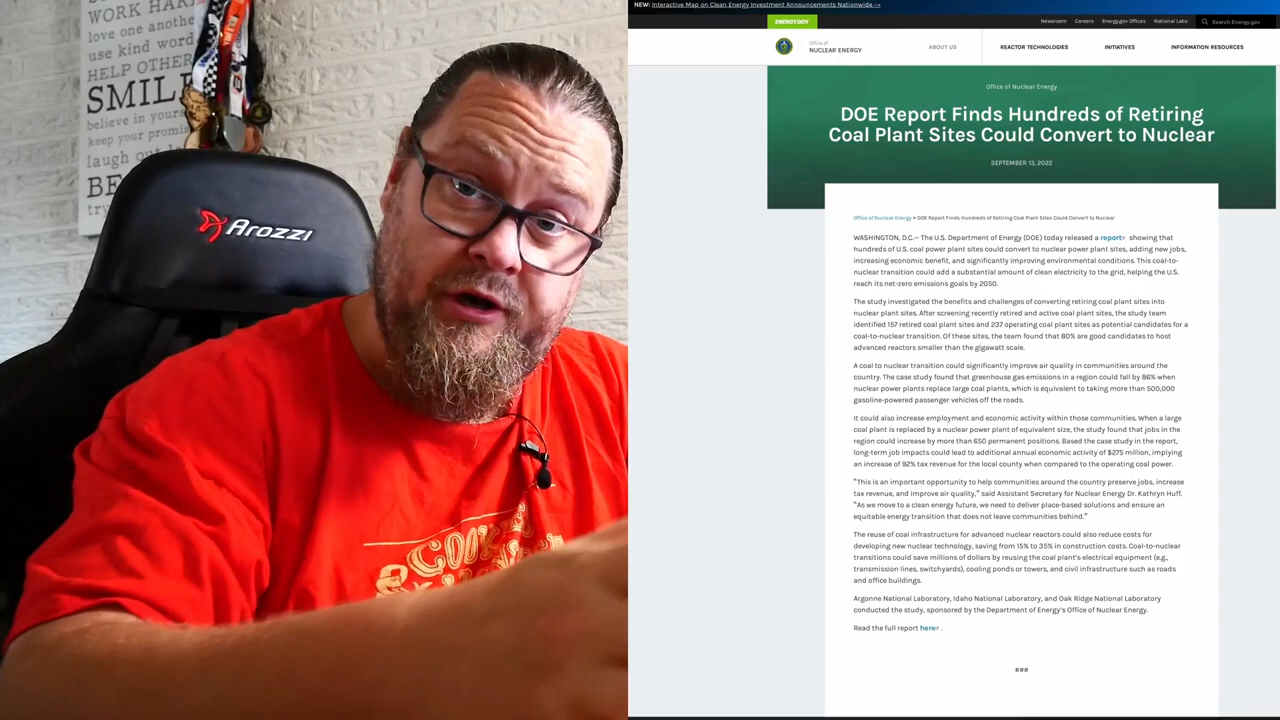 HELP
HERS
SMIL
believe in yours
keep your promis
laugh o
BE
Arozzi
NEW: Interactive Map on Clean Energy Investment Announcements Nationwide →
ENERGY.GOV
Newsroom Careers Energy.gov Offices National Labs Search Energy.gov
Office of
NUCLEAR ENERGY
ABOUT US REACTOR TECHNOLOGIES INITIATIVES INFORMATION RESOURCES
Office of Nuclear Energy
DOE Report Finds Hundreds of Retiring
Coal Plant Sites Could Convert to Nuclear
SEPTEMBER 13, 2022
Office of Nuclear Energy » DOE Report Finds Hundreds of Retiring Coal Plant Sites Could Convert to Nuclear
WASHINGTON, D.C.— The U.S. Department of Energy (DOE) today released a report showing that
hundreds of U.S. coal power plant sites could convert to nuclear power plant sites, adding new jobs,
increasing economic benefit, and significantly improving environmental conditions. This coal-to-
nuclear transition could add a substantial amount of clean electricity to the grid, helping the U.S.
reach its net-zero emissions goals by 2050.
The study investigated the benefits and challenges of converting retiring coal plant sites into
nuclear plant sites. After screening recently retired and active coal plant sites, the study team
identified 157 retired coal plant sites and 237 operating coal plant sites as potential candidates for a
coal-to-nuclear transition. Of these sites, the team found that 80% are good candidates to host
advanced reactors smaller than the gigawatt scale.
A coal to nuclear transition could significantly improve air quality in communities around the
country. The case study found that greenhouse gas emissions in a region could fall by 86% when
nuclear power plants replace large coal plants, which is equivalent to taking more than 500,000
gasoline-powered passenger vehicles off the roads.
It could also increase employment and economic activity within those communities. When a large
coal plant is replaced by a nuclear power plant of equivalent size, the study found that jobs in the
region could increase by more than 650 permanent positions. Based the case study in the report,
long-term job impacts could lead to additional annual economic activity of $275 million, implying
an increase of 92% tax revenue for the local county when compared to the operating coal power.
“This is an important opportunity to help communities around the country preserve jobs, increase
tax revenue, and improve air quality,” said Assistant Secretary for Nuclear Energy Dr. Kathryn Huff.
“As we move to a clean energy future, we need to deliver place-based solutions and ensure an
equitable energy transition that does not leave communities behind.”
The reuse of coal infrastructure for advanced nuclear reactors could also reduce costs for
developing new nuclear technology, saving from 15% to 35% in construction costs. Coal-to-nuclear
transitions could save millions of dollars by reusing the coal plant’s electrical equipment (e.g.,
transmission lines, switchyards), cooling ponds or towers, and civil infrastructure such as roads
and office buildings.
Argonne National Laboratory, Idaho National Laboratory, and Oak Ridge National Laboratory
conducted the study, sponsored by the Department of Energy’s Office of Nuclear Energy.
Read the full report here .
###